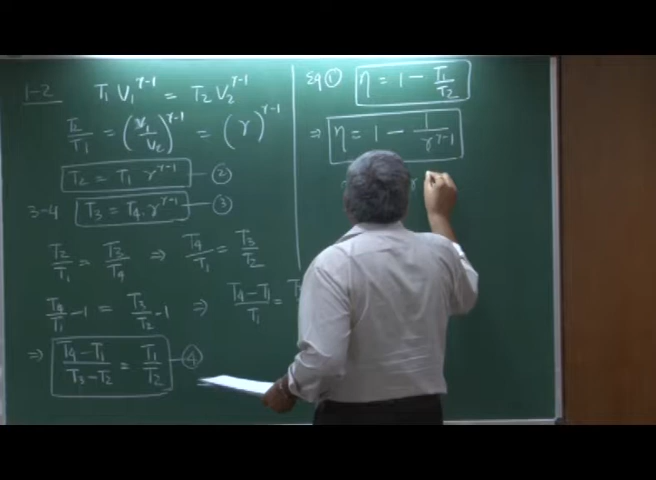 1-2 T₁ V₁^(γ-1) = T₂ V₂^(γ-1)
T₂/T₁ = (V₁/V₂)^(γ-1) = (r)^(γ-1)
T₂ = T₁ r^(γ-1) — ②
3-4 T₃ = T₄. r^(γ-1) — ③
T₂/T₁ = T₃/T₄ ⇒ T₄/T₁ = T₃/T₂
T₄/T₁ -1 = T₃/T₂ -1 ⇒ (T₄-T₁)/T₁ =
⇒ (T₄-T₁)/(T₃-T₂) = T₁/T₂ — ④
Eq ① η = 1 - T₁/T₂
⇒ η = 1 - 1/r^(γ-1)